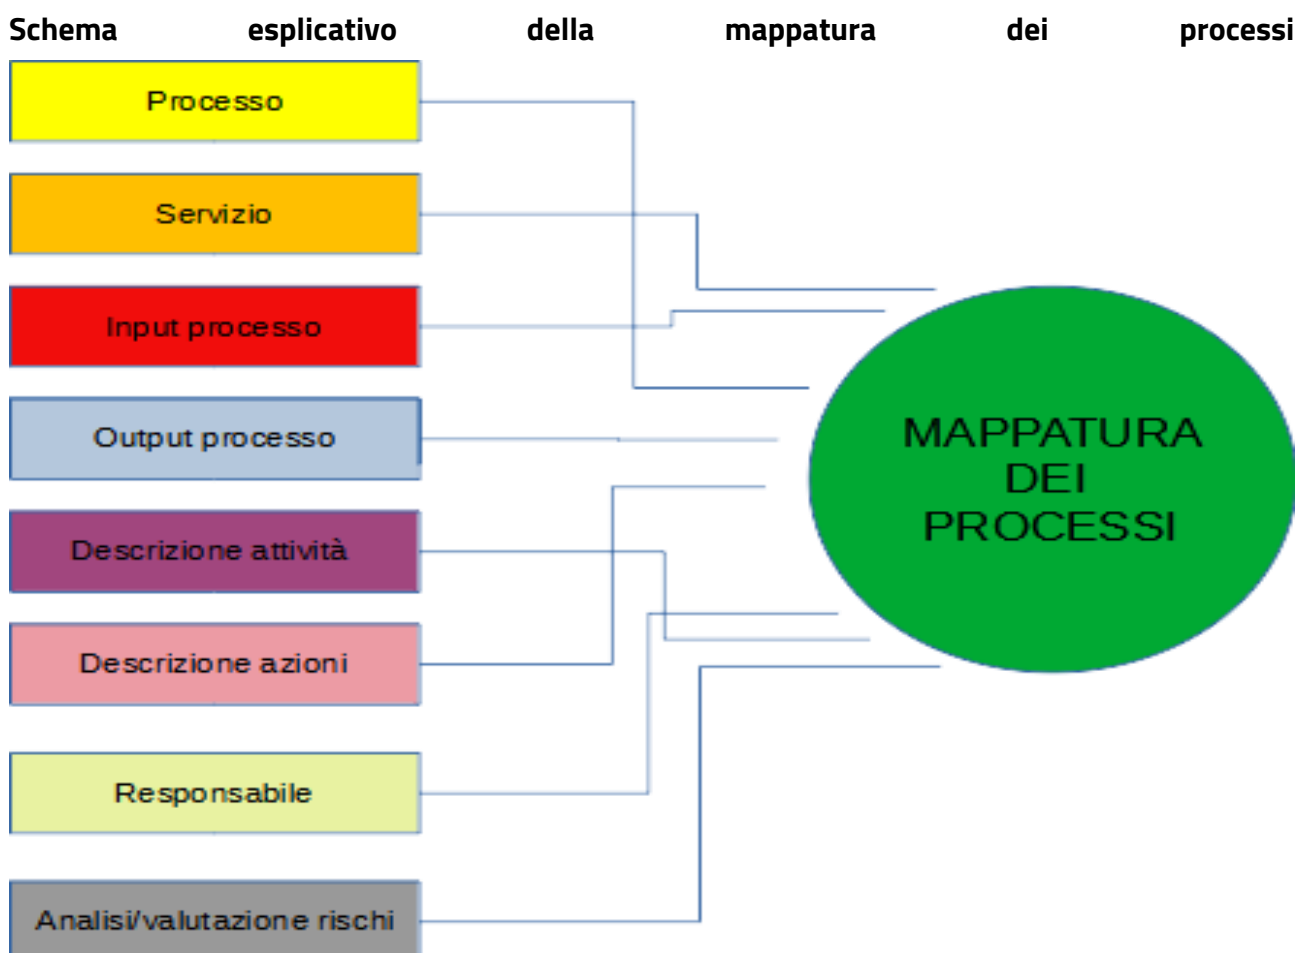 Schema esplicativo della mappatura dei processi
Processo
Servizio
Input processo
Output processo
Descrizione attività
Descrizione azioni
Responsabile
Analisi/valutazione rischi
MAPPATURA
DEI
PROCESSI